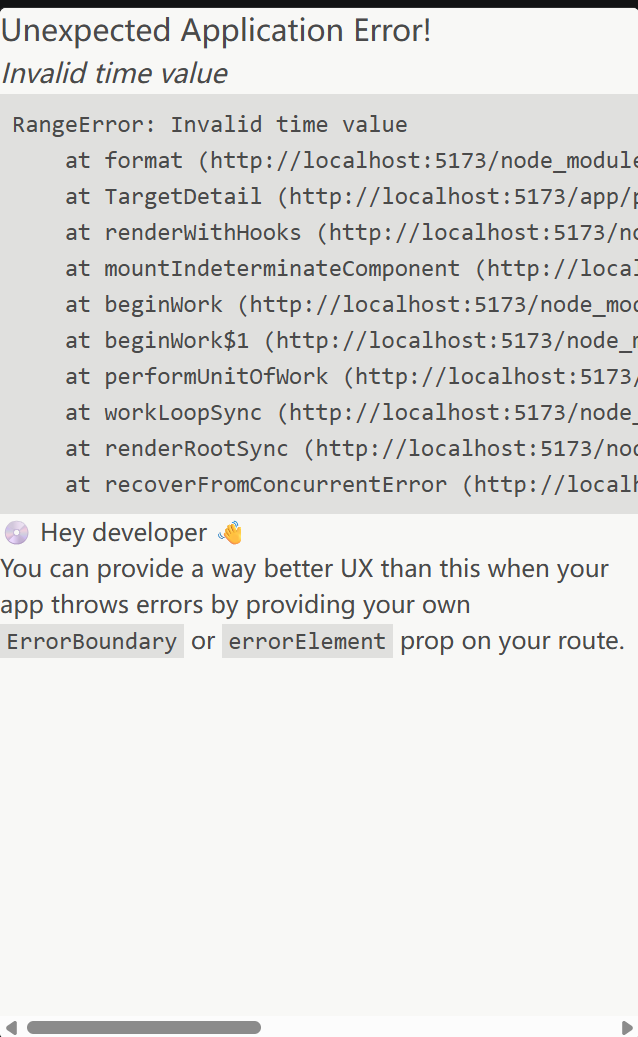 Unexpected Application Error!
Invalid time value
RangeError: Invalid time value
at format (http://localhost:5173/node_module
at TargetDetail (http://localhost:5173/app/p
at renderWithHooks (http://localhost:5173/no
at mountIndeterminateComponent (http://local
at beginWork (http://localhost:5173/node_mod
at beginWork$1 (http://localhost:5173/node_m
at performUnitOfWork (http://localhost:5173/
at workLoopSync (http://localhost:5173/node_
at renderRootSync (http://localhost:5173/nod
at recoverFromConcurrentError (http://localh
💿 Hey developer 👋
You can provide a way better UX than this when your
app throws errors by providing your own
ErrorBoundary or errorElement prop on your route.